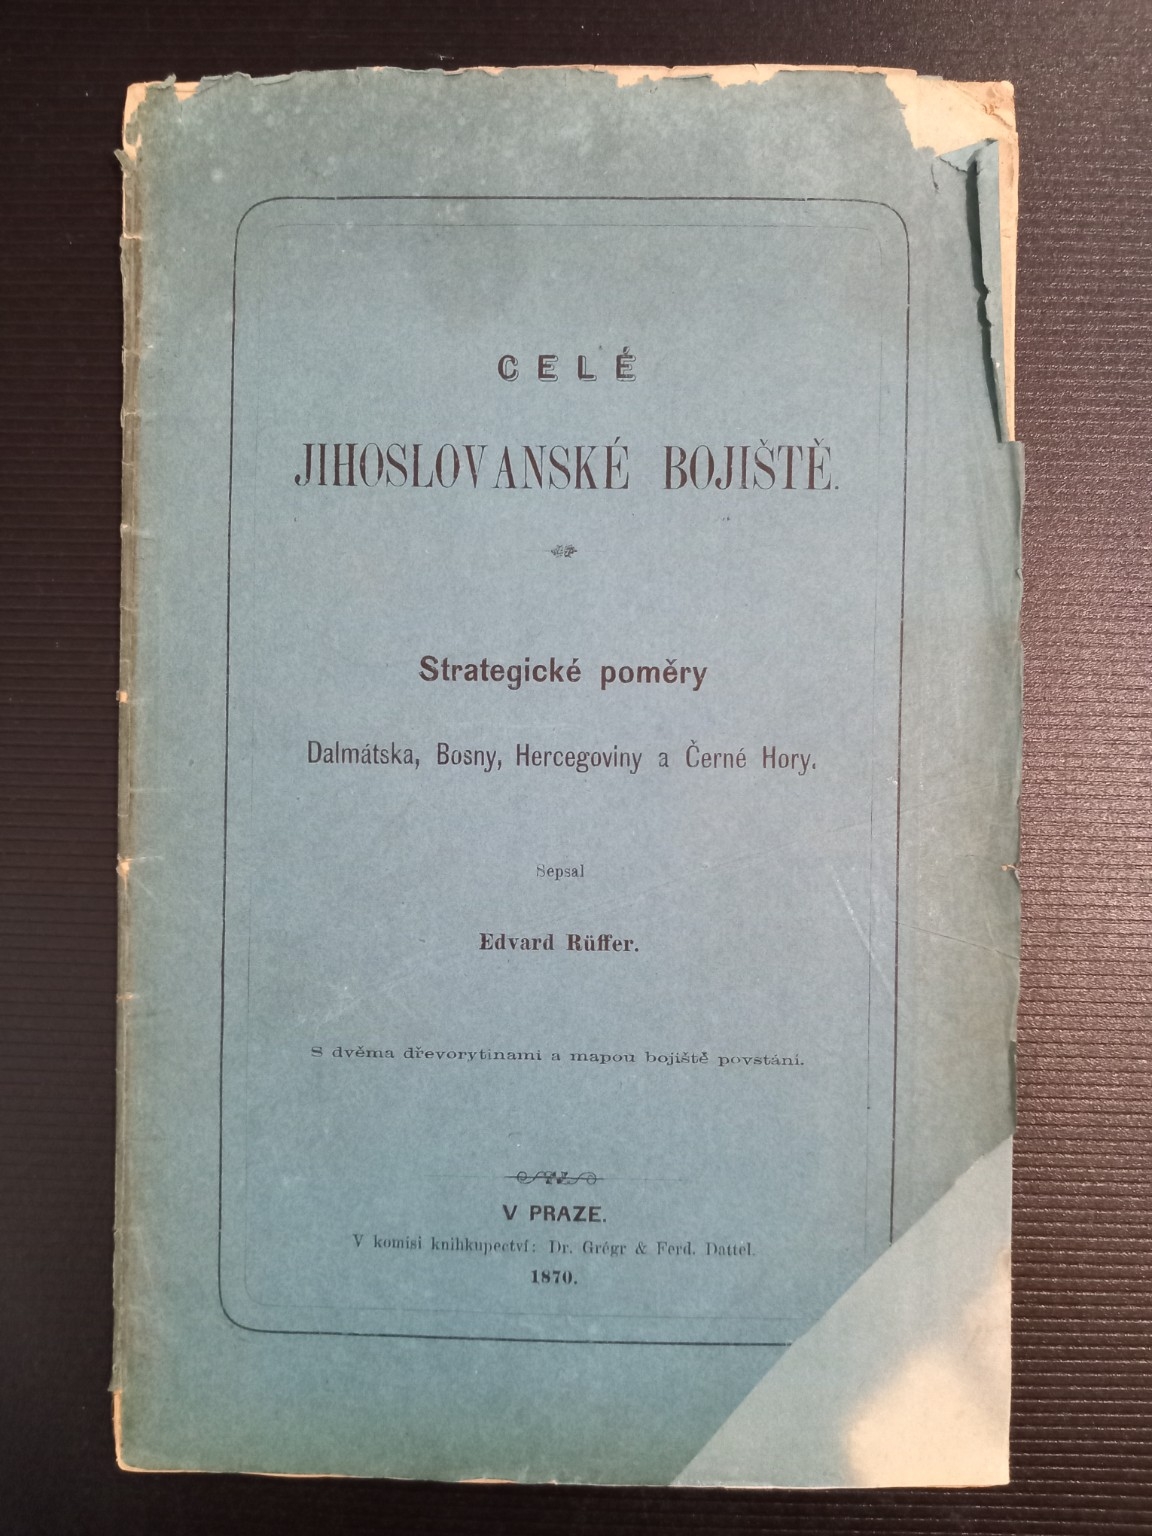 CELÉ
JIHOSLOVANSKÉ BOJIŠTĚ.
Strategické poměry
Dalmátska, Bosny, Hercegoviny a Černé Hory.
Sepsal
Edvard Rüffer.
S dvěma dřevorytinami a mapou bojiště povstání.
V PRAZE.
V komisi knihkupectví: Dr. Grégr & Ferd. Dattel.
1870.